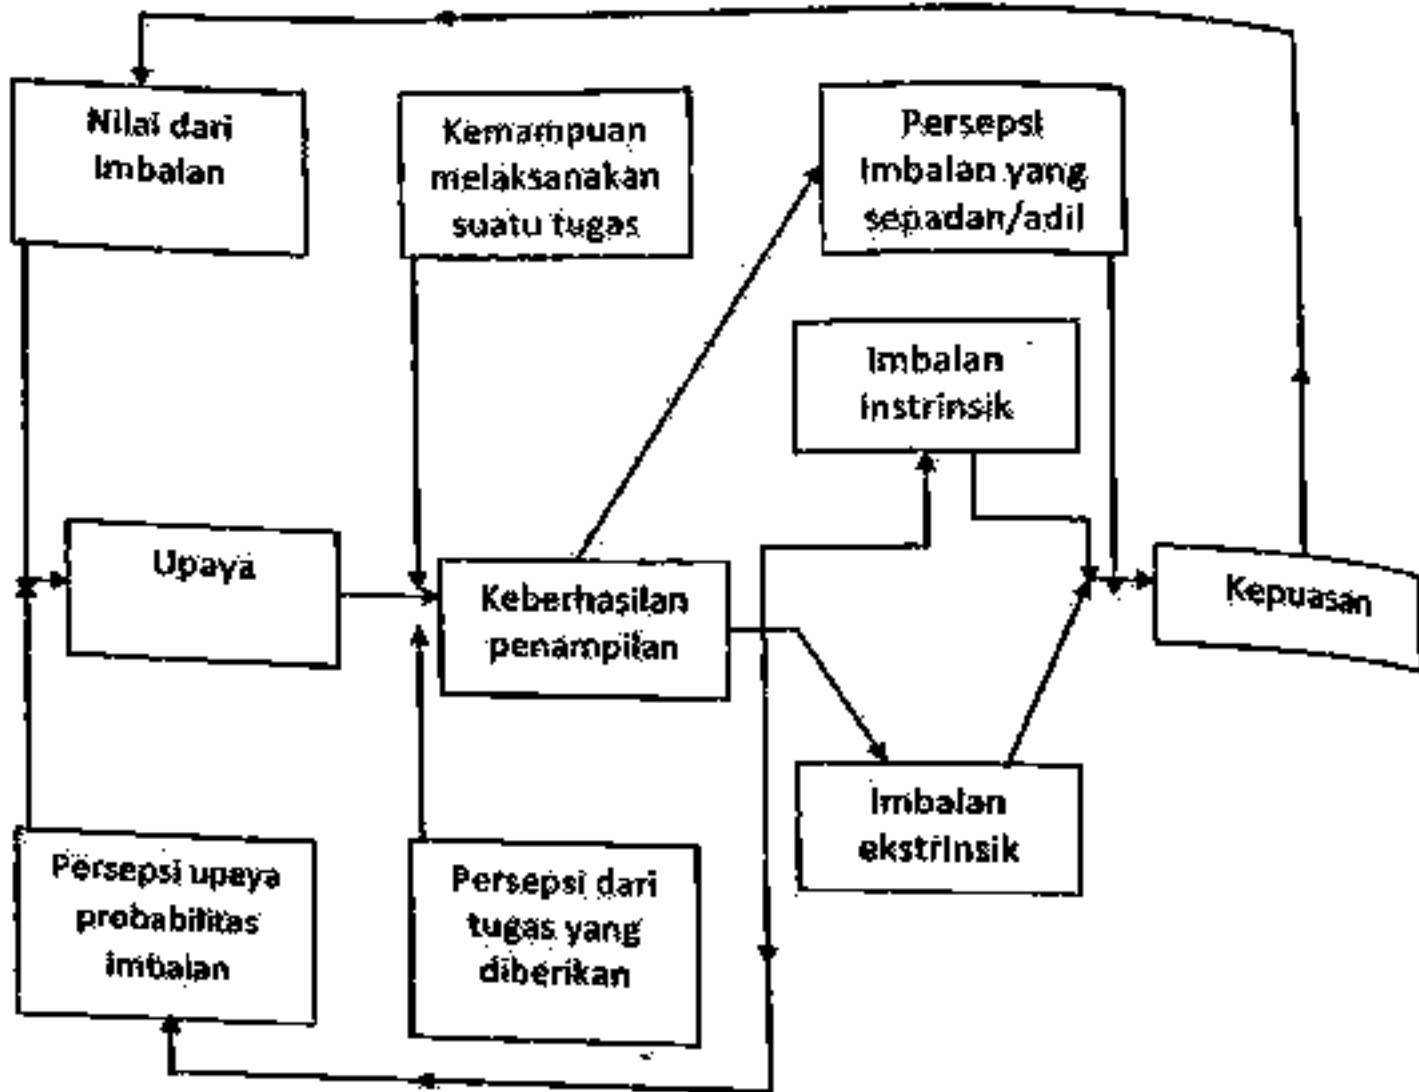 Nilai dari
Imbalan
Kemampuan
melaksanakan
suatu tugas
Persepsi
Imbalan yang
sepadan/adil
Imbalan
Instrinsik
Upaya
Keberhasilan
penampilan
Kepuasan
Imbalan
ekstrinsik
Persepsi upaya
probabilitas
imbalan
Persepsi dari
tugas yang
diberikan